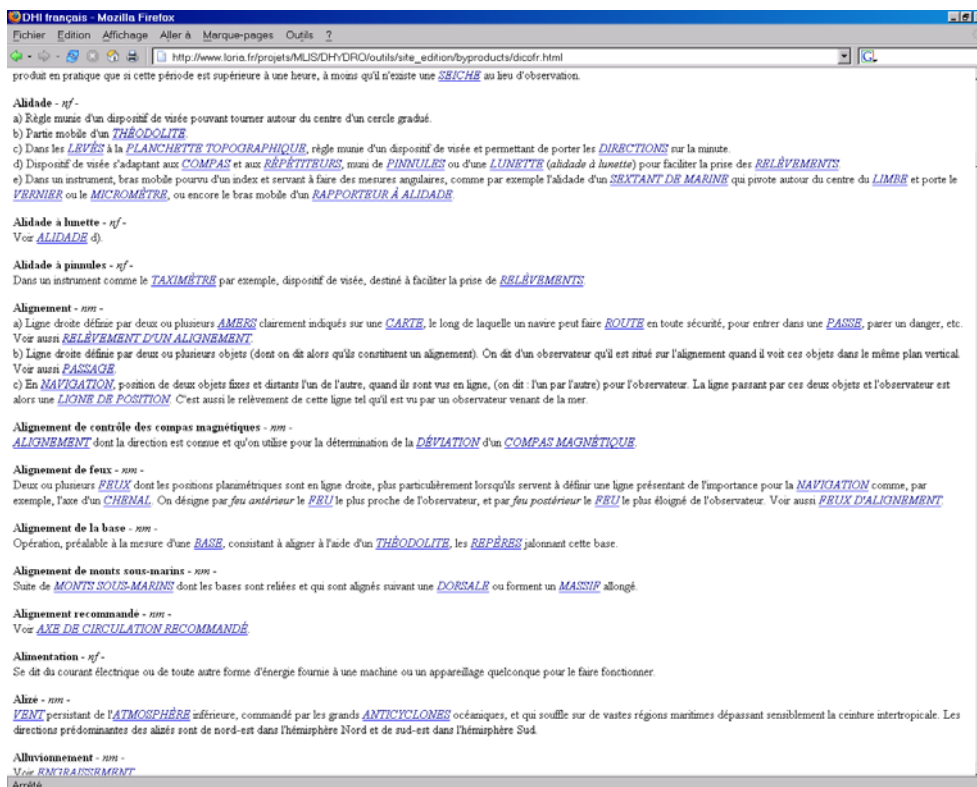 DHI français - Mozilla Firefox
Fichier Edition Affichage Aller à Marque-pages Outils ?
http://www.loria.fr/projets/MLIS/DHYDRO/outils/site_edition/byproducts/dicofr.html
produit en pratique que si cette période est supérieure à une heure, à moins qu'il n'existe une SEICHE au lieu d'observation.
Alidade - nf -
a) Règle munie d'un dispositif de visée pouvant tourner autour du centre d'un cercle gradué.
b) Partie mobile d'un THÉODOLITE.
c) Dans les LEVÉS à la PLANCHETTE TOPOGRAPHIQUE, règle munie d'un dispositif de visée et permettant de porter les DIRECTIONS sur la minute.
d) Dispositif de visée s'adaptant aux COMPAS et aux RÉPÉTITEURS, muni de PINNULES ou d'une LUNETTE (alidade à lunette) pour faciliter la prise des RELÈVEMENTS.
e) Dans un instrument, bras mobile pourvu d'un index et servant à faire des mesures angulaires, comme par exemple l'alidade d'un SEXTANT DE MARINE qui pivote autour du centre du LIMBE et porte le
VERNIER ou le MICROMÈTRE, ou encore le bras mobile d'un RAPPORTEUR À ALIDADE.
Alidade à lunette - nf -
Voir ALIDADE d).
Alidade à pinnules - nf -
Dans un instrument comme le TAXIMÈTRE par exemple, dispositif de visée, destiné à faciliter la prise de RELÈVEMENTS.
Alignement - nm -
a) Ligne droite définie par deux ou plusieurs AMERS clairement indiqués sur une CARTE, le long de laquelle un navire peut faire ROUTE en toute sécurité, pour entrer dans une PASSE, parer un danger, etc.
Voir aussi RELÈVEMENT D'UN ALIGNEMENT.
b) Ligne droite définie par deux ou plusieurs objets (dont on dit alors qu'ils constituent un alignement). On dit d'un observateur qu'il est situé sur l'alignement quand il voit ces objets dans le même plan vertical.
Voir aussi PASSAGE.
c) En NAVIGATION, position de deux objets fixes et distants l'un de l'autre, quand ils sont vus en ligne, (on dit : l'un par l'autre) pour l'observateur. La ligne passant par ces deux objets et l'observateur est
alors une LIGNE DE POSITION. C'est aussi le relèvement de cette ligne tel qu'il est vu par un observateur venant de la mer.
Alignement de contrôle des compas magnétiques - nm -
ALIGNEMENT dont la direction est connue et qu'on utilise pour la détermination de la DÉVIATION d'un COMPAS MAGNÉTIQUE.
Alignement de feux - nm -
Deux ou plusieurs FEUX dont les positions planimétriques sont en ligne droite, plus particulièrement lorsqu'ils servent à définir une ligne présentant de l'importance pour la NAVIGATION comme, par
exemple, l'axe d'un CHENAL. On désigne par feu antérieur le FEU le plus proche de l'observateur, et par feu postérieur le FEU le plus éloigné de l'observateur. Voir aussi FEUX D'ALIGNEMENT.
Alignement de la base - nm -
Opération, préalable à la mesure d'une BASE, consistant à aligner à l'aide d'un THÉODOLITE, les REPÈRES jalonnant cette base.
Alignement de monts sous-marins - nm -
Suite de MONTS SOUS-MARINS dont les bases sont reliées et qui sont alignés suivant une DORSALE ou forment un MASSIF allongé.
Alignement recommandé - nm -
Voir AXE DE CIRCULATION RECOMMANDÉ.
Alimentation - nf -
Se dit du courant électrique ou de toute autre forme d'énergie fournie à une machine ou un appareillage quelconque pour le faire fonctionner.
Alizé - nm -
VENT persistant de l'ATMOSPHÈRE inférieure, commandé par les grands ANTICYCLONES océaniques, et qui souffle sur de vastes régions maritimes dépassant sensiblement la ceinture intertropicale. Les
directions prédominantes des alizés sont de nord-est dans l'hémisphère Nord et de sud-est dans l'hémisphère Sud.
Alluvionnement - nm -
Voir ENGRAISSEMENT
Arrêté